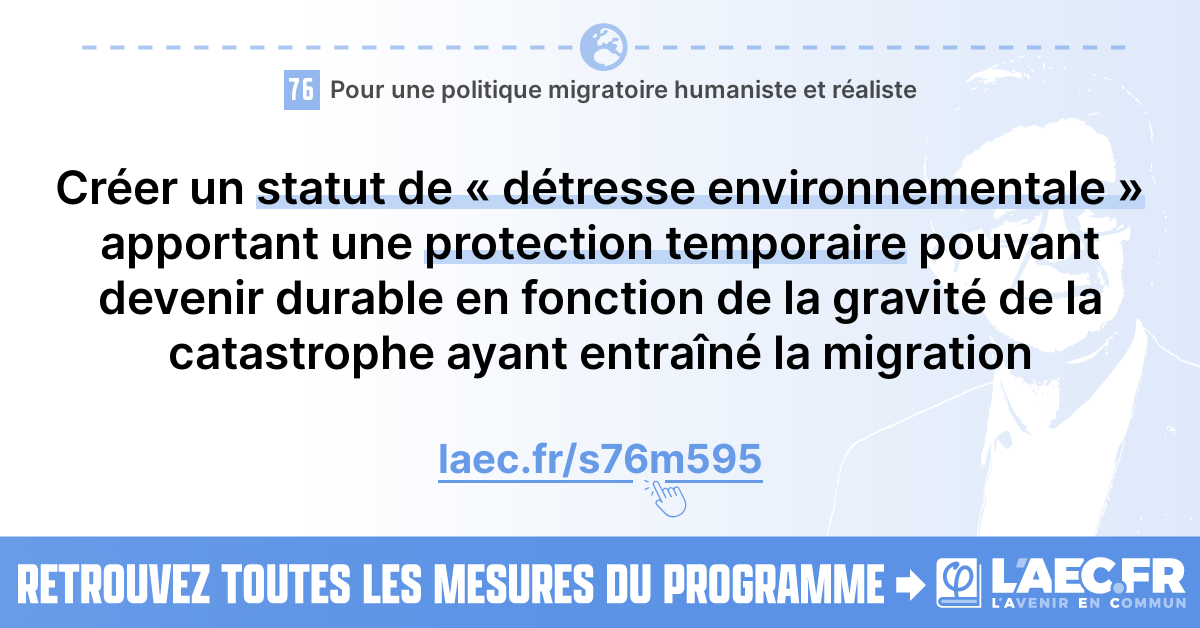 76 Pour une politique migratoire humaniste et réaliste
Créer un statut de « détresse environnementale »
apportant une protection temporaire pouvant
devenir durable en fonction de la gravité de la
catastrophe ayant entraîné la migration
laec.fr/s76m595
RETROUVEZ TOUTES LES MESURES DU PROGRAMME
φ L'AEC.FR
L'AVENIR EN COMMUN